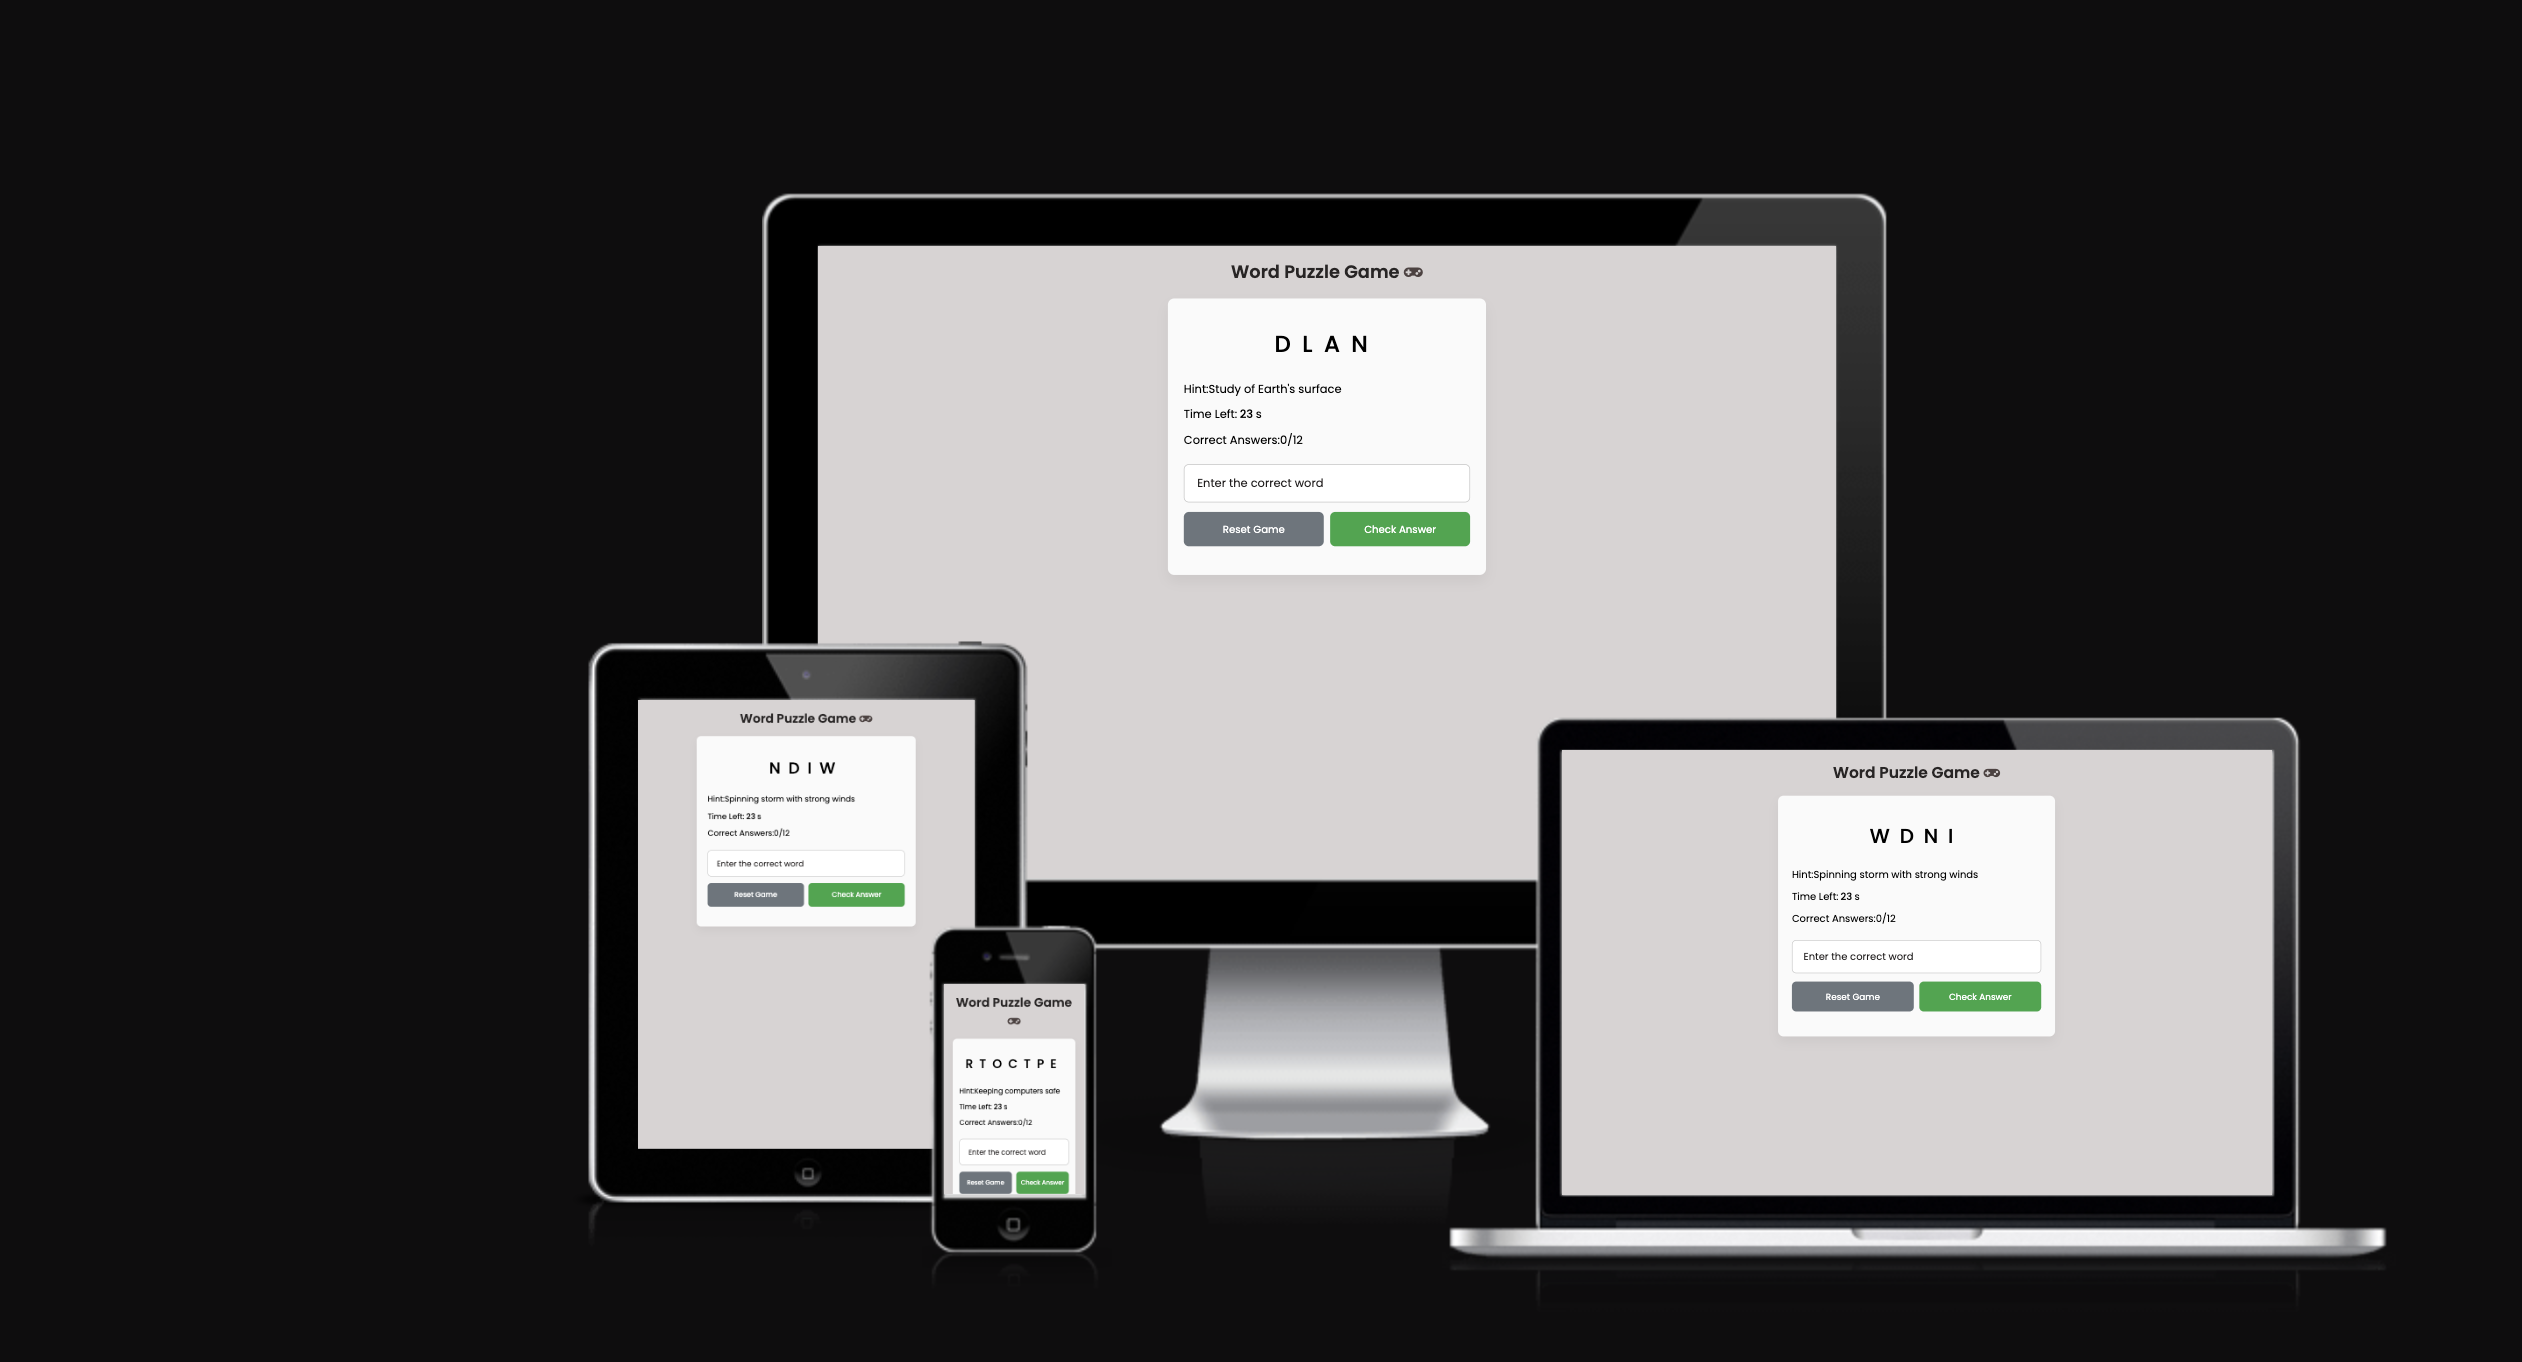 Word Puzzle Game 🎮
D L A N
Hint:Study of Earth's surface
Time Left: 23 s
Correct Answers:0/12
Enter the correct word
Reset Game
Check Answer
Word Puzzle Game 🎮
N D I W
Hint:Spinning storm with strong winds
Time Left: 23 s
Correct Answers:0/12
Enter the correct word
Reset Game
Check Answer
Word Puzzle Game
🎮
R T O C T P E
Hint:Keeping computers safe
Time Left: 23 s
Correct Answers:0/12
Enter the correct word
Reset Game
Check Answer
Word Puzzle Game 🎮
W D N I
Hint:Spinning storm with strong winds
Time Left: 23 s
Correct Answers:0/12
Enter the correct word
Reset Game
Check Answer